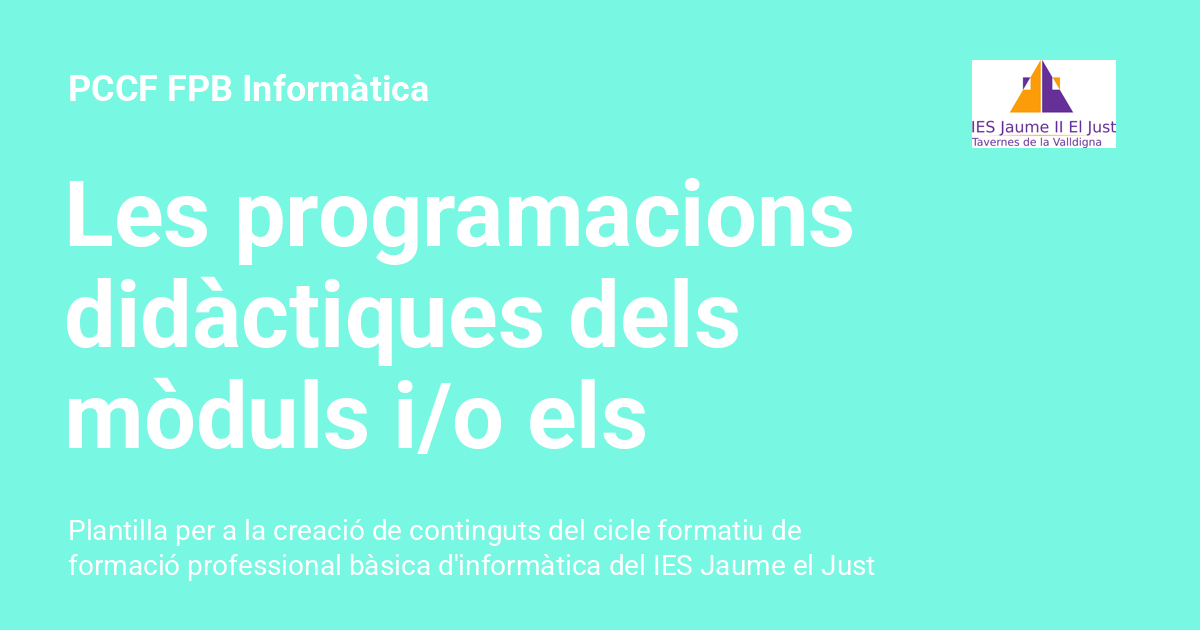 PCCF FPB Informàtica
IES Jaume II El Just
Tavernes de la Valldigna
Les programacions
didàctiques dels
mòduls i/o els
Plantilla per a la creació de continguts del cicle formatiu de
formació professional bàsica d'informàtica del IES Jaume el Just